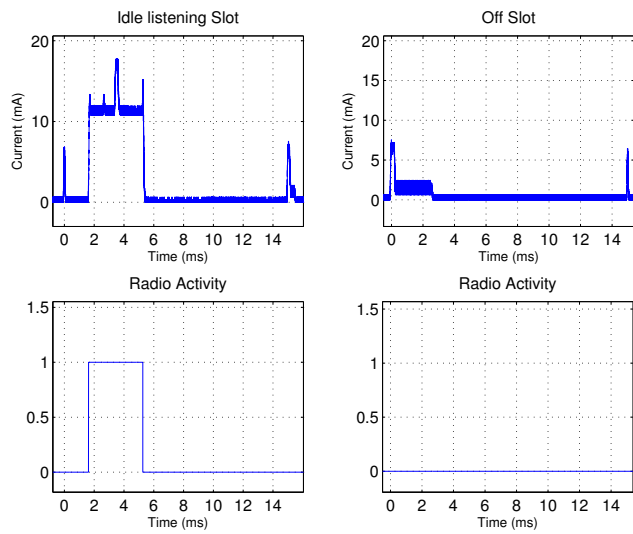 Idle listening Slot
20
10
0
Current (mA)
0 2 4 6 8 10 12 14
Time (ms)
Off Slot
20
15
10
5
0
Current (mA)
0 2 4 6 8 10 12 14
Time (ms)
Radio Activity
1.5
1
0.5
0
0 2 4 6 8 10 12 14
Time (ms)
Radio Activity
1.5
1
0.5
0
0 2 4 6 8 10 12 14
Time (ms)